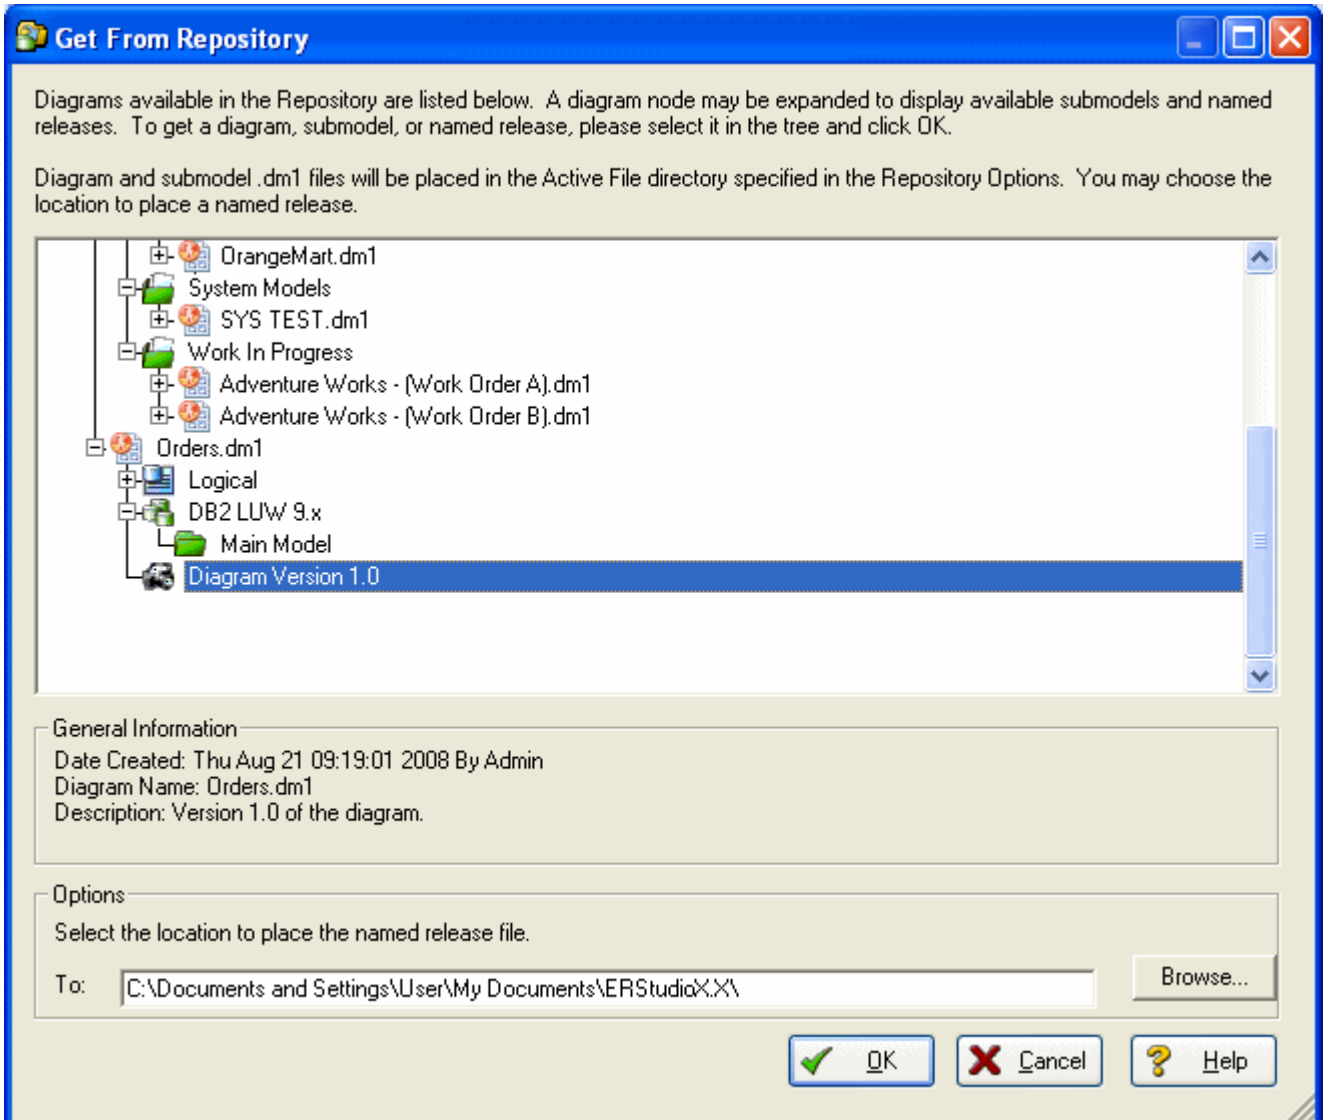 Get From Repository
Diagrams available in the Repository are listed below.  A diagram node may be expanded to display available submodels and named
releases.  To get a diagram, submodel, or named release, please select it in the tree and click OK.
Diagram and submodel .dm1 files will be placed in the Active File directory specified in the Repository Options.  You may choose the
location to place a named release.
OrangeMart.dm1
System Models
SYS TEST.dm1
Work In Progress
Adventure Works - (Work Order A).dm1
Adventure Works - (Work Order B).dm1
Orders.dm1
Logical
DB2 LUW 9.x
Main Model
Diagram Version 1.0
General Information
Date Created: Thu Aug 21 09:19:01 2008 By Admin
Diagram Name: Orders.dm1
Description: Version 1.0 of the diagram.
Options
Select the location to place the named release file.
To: C:\Documents and Settings\User\My Documents\ERStudioX.X\ Browse...
OK Cancel Help